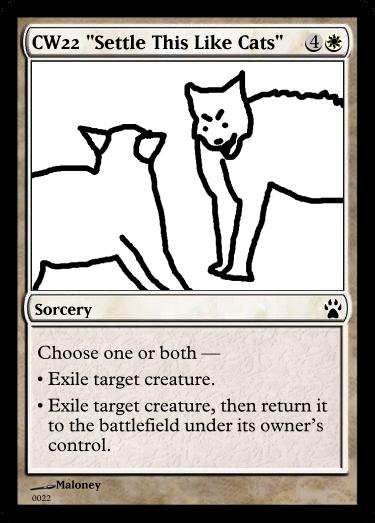 CW22 "Settle This Like Cats" 4
Sorcery
Choose one or both —
• Exile target creature.
• Exile target creature, then return it
to the battlefield under its owner's
control.
Maloney
0022